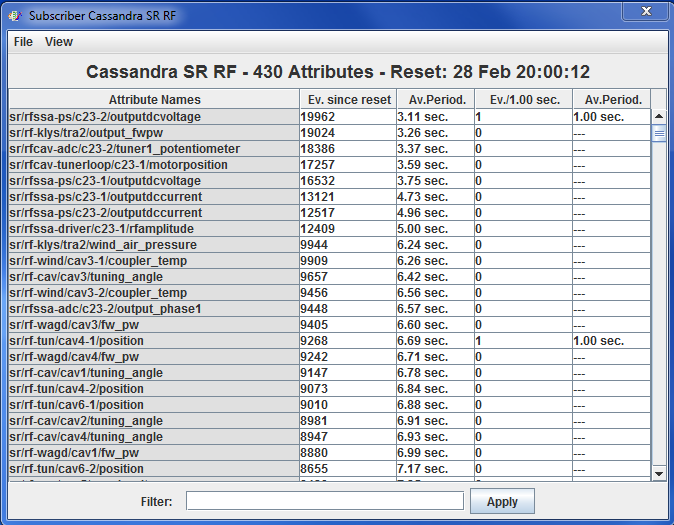 Subscriber Cassandra SR RF
File View
Cassandra SR RF - 430 Attributes - Reset: 28 Feb 20:00:12
Attribute Names Ev. since reset Av.Period. Ev./1.00 sec. Av.Period.
sr/rfssa-ps/c23-2/outputdcvoltage 19962 3.11 sec. 1 1.00 sec.
sr/rf-klys/tra2/output_fwpw 19024 3.26 sec. 0 ---
sr/rfcav-adc/c23-2/tuner1_potentiometer 18386 3.37 sec. 0 ---
sr/rfcav-tunerloop/c23-1/motorposition 17257 3.59 sec. 0 ---
sr/rfssa-ps/c23-1/outputdcvoltage 16532 3.75 sec. 0 ---
sr/rfssa-ps/c23-1/outputdccurrent 13121 4.73 sec. 0 ---
sr/rfssa-ps/c23-2/outputdccurrent 12517 4.96 sec. 0 ---
sr/rfssa-driver/c23-1/rfamplitude 12409 5.00 sec. 0 ---
sr/rf-klys/tra2/wind_air_pressure 9944 6.24 sec. 0 ---
sr/rf-wind/cav3-1/coupler_temp 9909 6.26 sec. 0 ---
sr/rf-cav/cav3/tuning_angle 9657 6.42 sec. 0 ---
sr/rf-wind/cav3-2/coupler_temp 9456 6.56 sec. 0 ---
sr/rfssa-adc/c23-2/output_phase1 9448 6.57 sec. 0 ---
sr/rf-wagd/cav3/fw_pw 9405 6.60 sec. 0 ---
sr/rf-tun/cav4-1/position 9268 6.69 sec. 1 1.00 sec.
sr/rf-wagd/cav4/fw_pw 9242 6.71 sec. 0 ---
sr/rf-cav/cav1/tuning_angle 9147 6.78 sec. 0 ---
sr/rf-tun/cav4-2/position 9073 6.84 sec. 0 ---
sr/rf-tun/cav6-1/position 9010 6.88 sec. 0 ---
sr/rf-cav/cav2/tuning_angle 8981 6.91 sec. 0 ---
sr/rf-cav/cav4/tuning_angle 8947 6.93 sec. 0 ---
sr/rf-wagd/cav1/fw_pw 8880 6.99 sec. 0 ---
sr/rf-tun/cav6-2/position 8655 7.17 sec. 0 ---
Filter: Apply